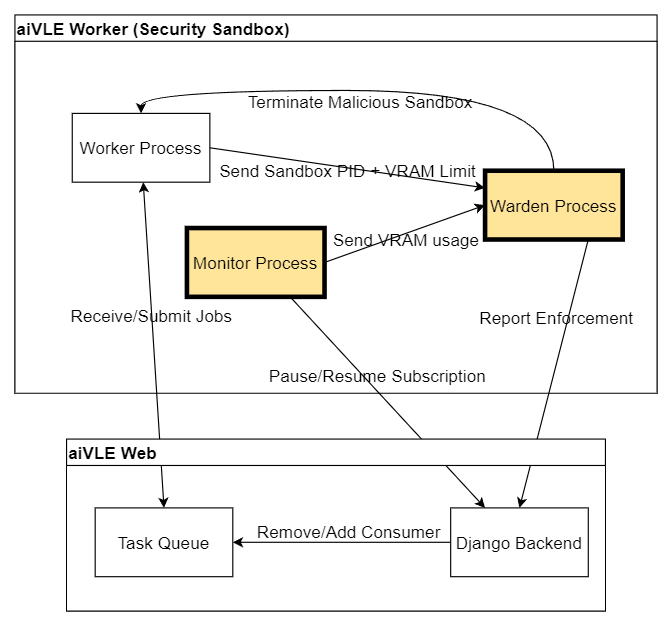 aiVLE Worker (Security Sandbox)
Terminate Malicious Sandbox
Worker Process
Send Sandbox PID + VRAM Limit
Warden Process
Send VRAM usage
Monitor Process
Receive/Submit Jobs
Report Enforcement
Pause/Resume Subscription
aiVLE Web
Remove/Add Consumer
Task Queue
Django Backend